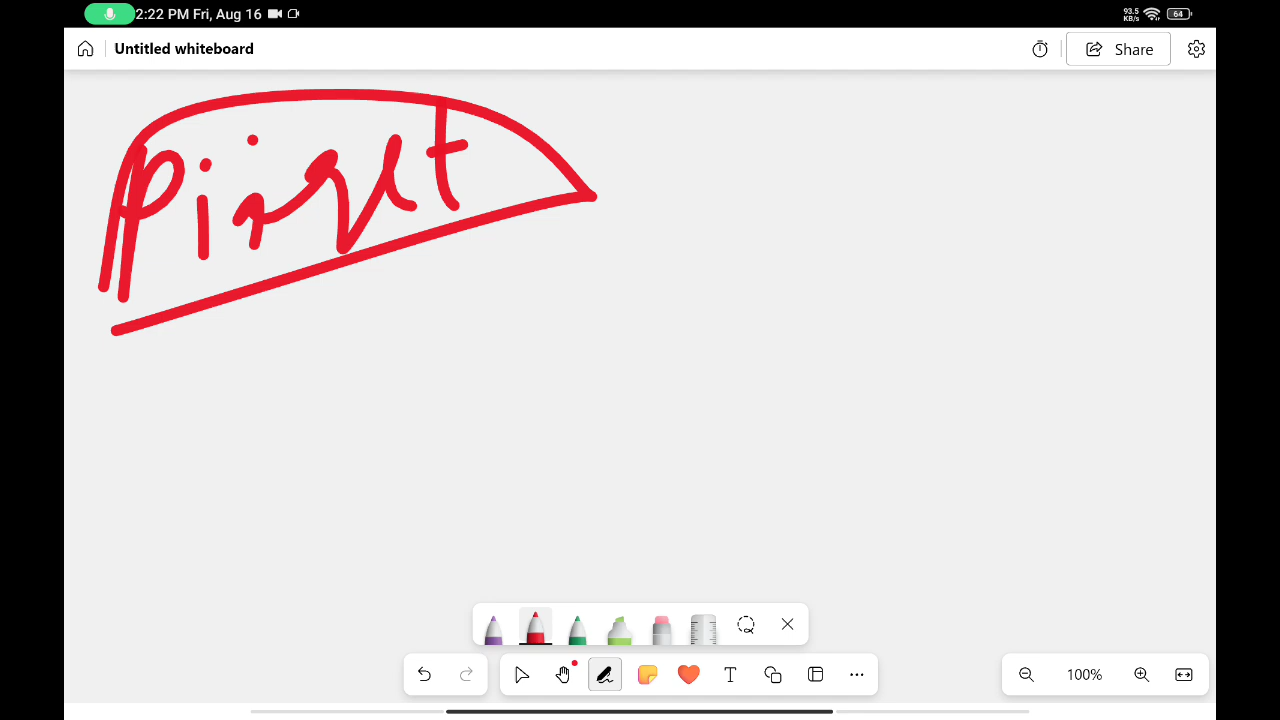 2:22 PM Fri, Aug 16
93.5 KB/s
64
Untitled whiteboard
Share
100%